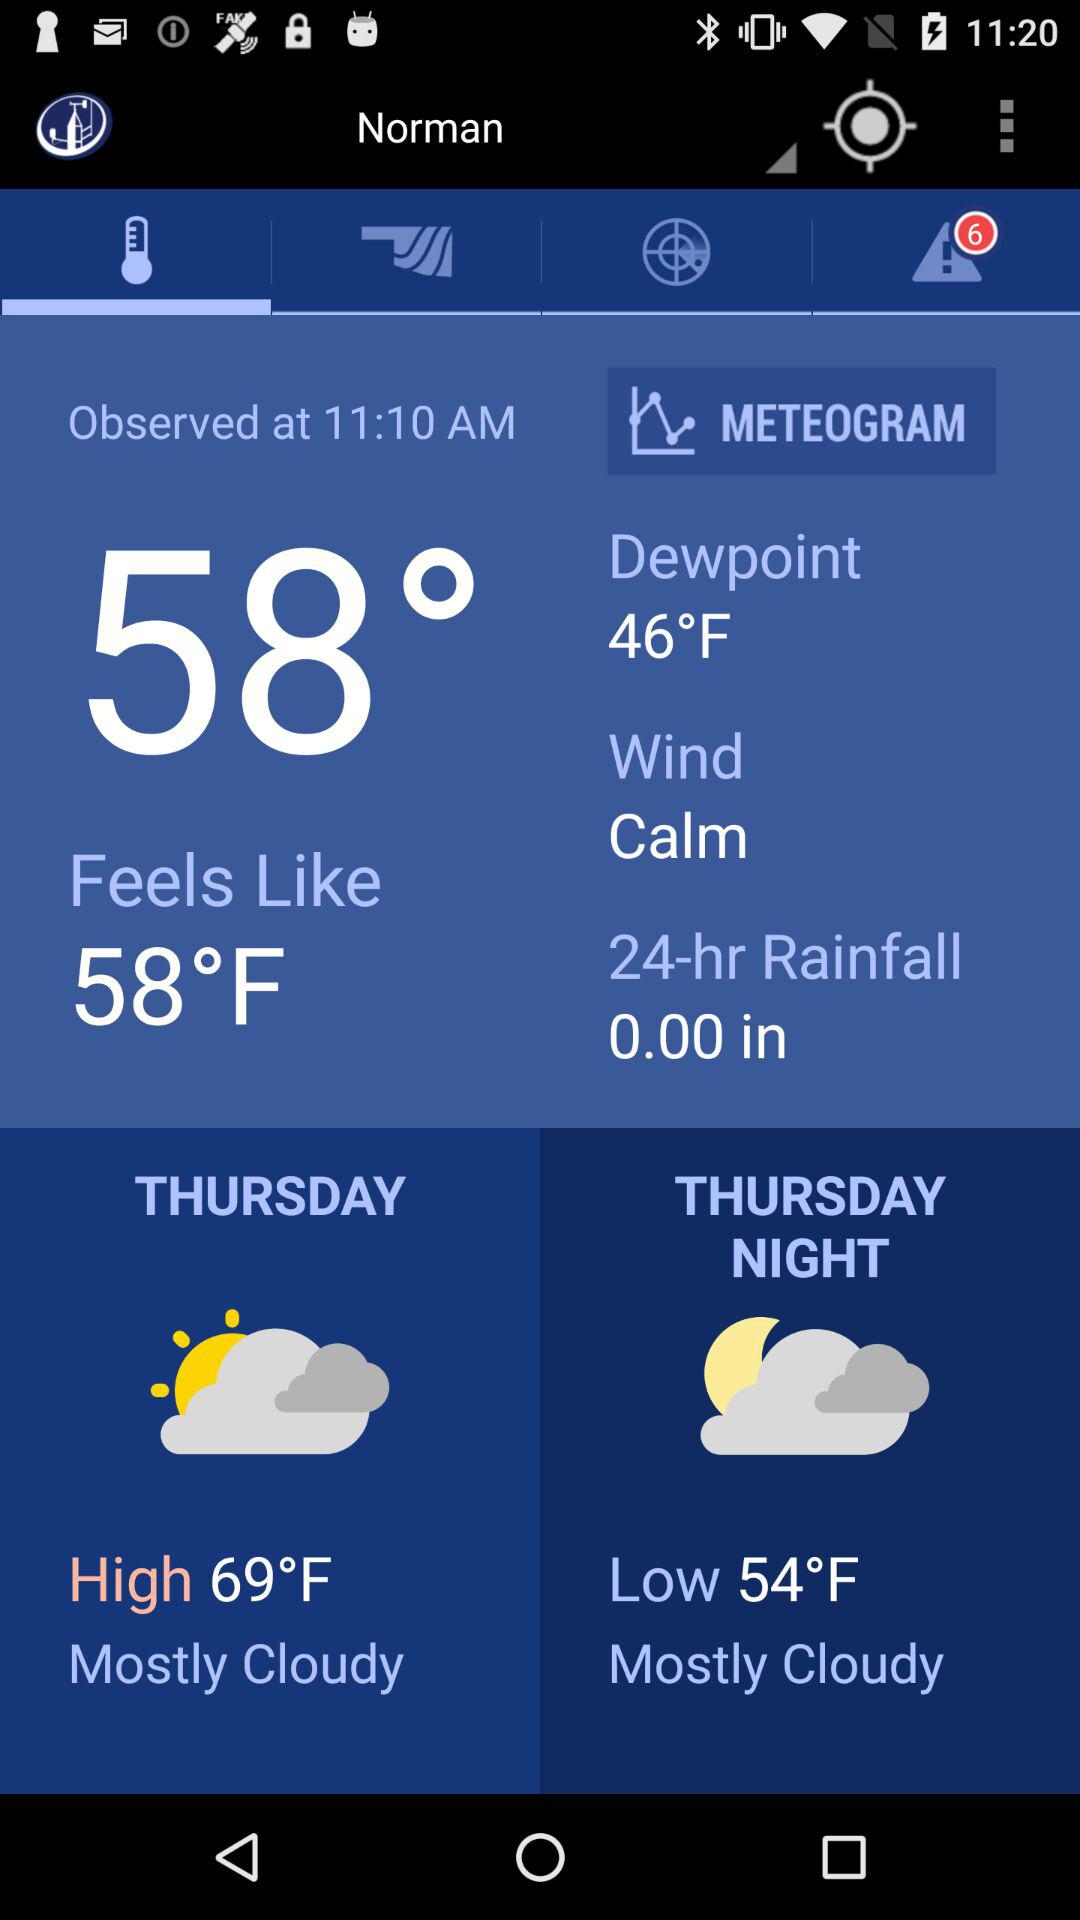 FAKE
11:20
Norman
6
Observed at 11:10 AM
METEOGRAM
58°
Dewpoint
46°F
Wind
Calm
Feels Like
58°F
24-hr Rainfall
0.00 in
THURSDAY
High 69°F
Mostly Cloudy
THURSDAY
NIGHT
Low 54°F
Mostly Cloudy